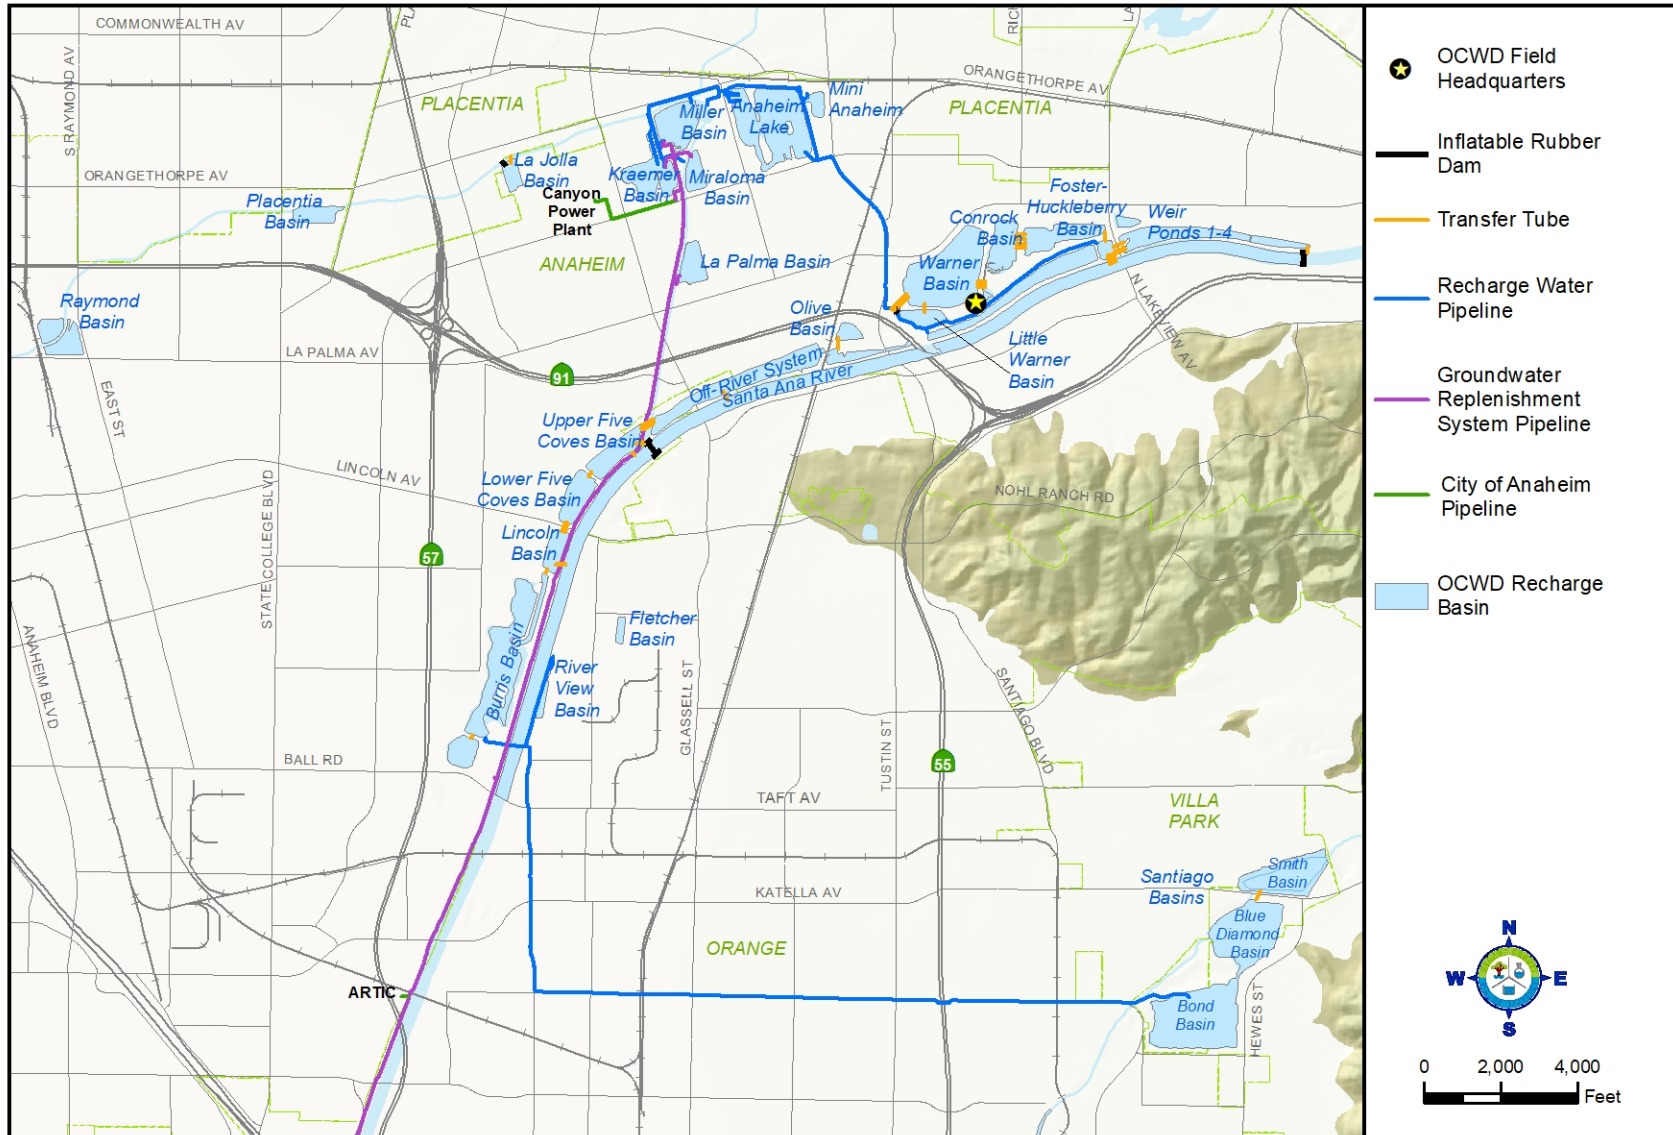 COMMONWEALTH AV
PLA
RICH
LA
S RAYMOND AV
ORANGETHORPE AV
PLACENTIA
PLACENTIA
Mini
Anaheim
Miller
Basin
Anaheim
Lake
La Jolla
Basin
ORANGETHORPE AV
Kraemer
Basin
Miraloma
Basin
Canyon
Power
Plant
Placentia
Basin
Foster-
Huckleberry
Basin
Conrock
Basin
Weir
Ponds 1-4
ANAHEIM
La Palma Basin
Warner
Basin
N LAKEVIEW AV
Raymond
Basin
Olive
Basin
Little
Warner
Basin
LA PALMA AV
91
Off-River System
Santa Ana River
EAST ST
Upper Five
Coves Basin
LINCOLN AV
STATE COLLEGE BLVD
Lower Five
Coves Basin
NOHL RANCH RD
Lincoln
Basin
57
Fletcher
Basin
ANAHEIM BLVD
Burris Basin
River
View
Basin
GLASSELL ST
SANTIAGO BLVD
TUSTIN ST
BALL RD
55
TAFT AV
VILLA
PARK
KATELLA AV
Santiago
Basins
Smith
Basin
Blue
Diamond
Basin
ORANGE
ARTIC
Bond
Basin
HEWES ST
OCWD Field
Headquarters
Inflatable Rubber
Dam
Transfer Tube
Recharge Water
Pipeline
Groundwater
Replenishment
System Pipeline
City of Anaheim
Pipeline
OCWD Recharge
Basin
N
W
E
S
0 2,000 4,000
Feet